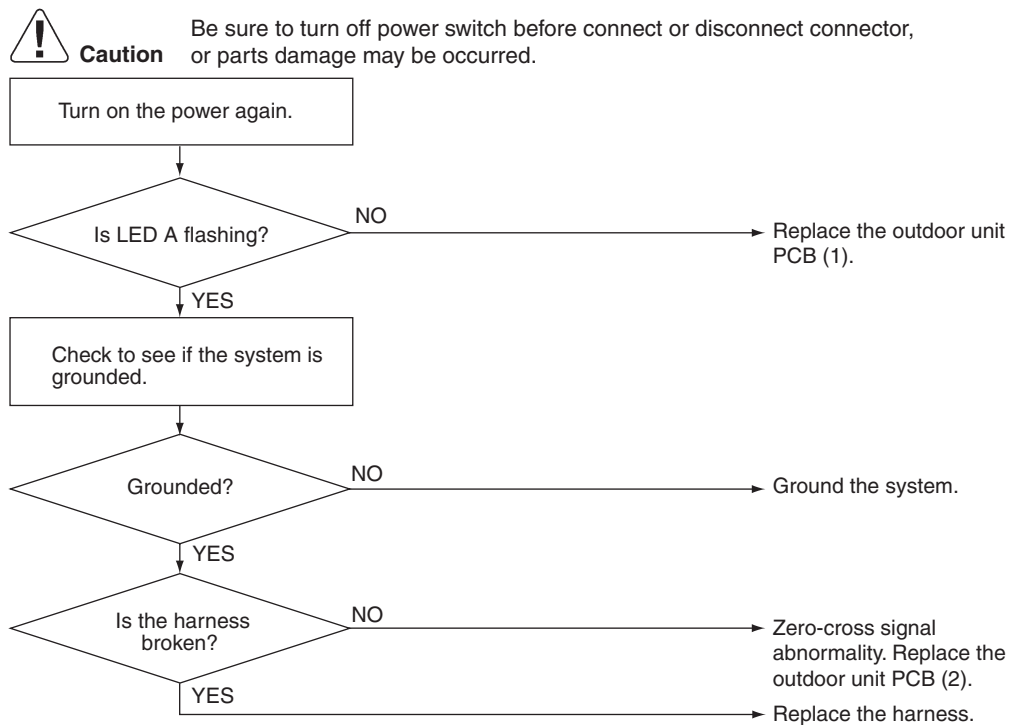 Be sure to turn off power switch before connect or disconnect connector,
Caution or parts damage may be occurred.
Turn on the power again.
Is LED A flashing?
NO
Replace the outdoor unit
PCB (1).
YES
Check to see if the system is
grounded.
Grounded?
NO
Ground the system.
YES
Is the harness
broken?
NO
Zero-cross signal
abnormality. Replace the
outdoor unit PCB (2).
YES
Replace the harness.